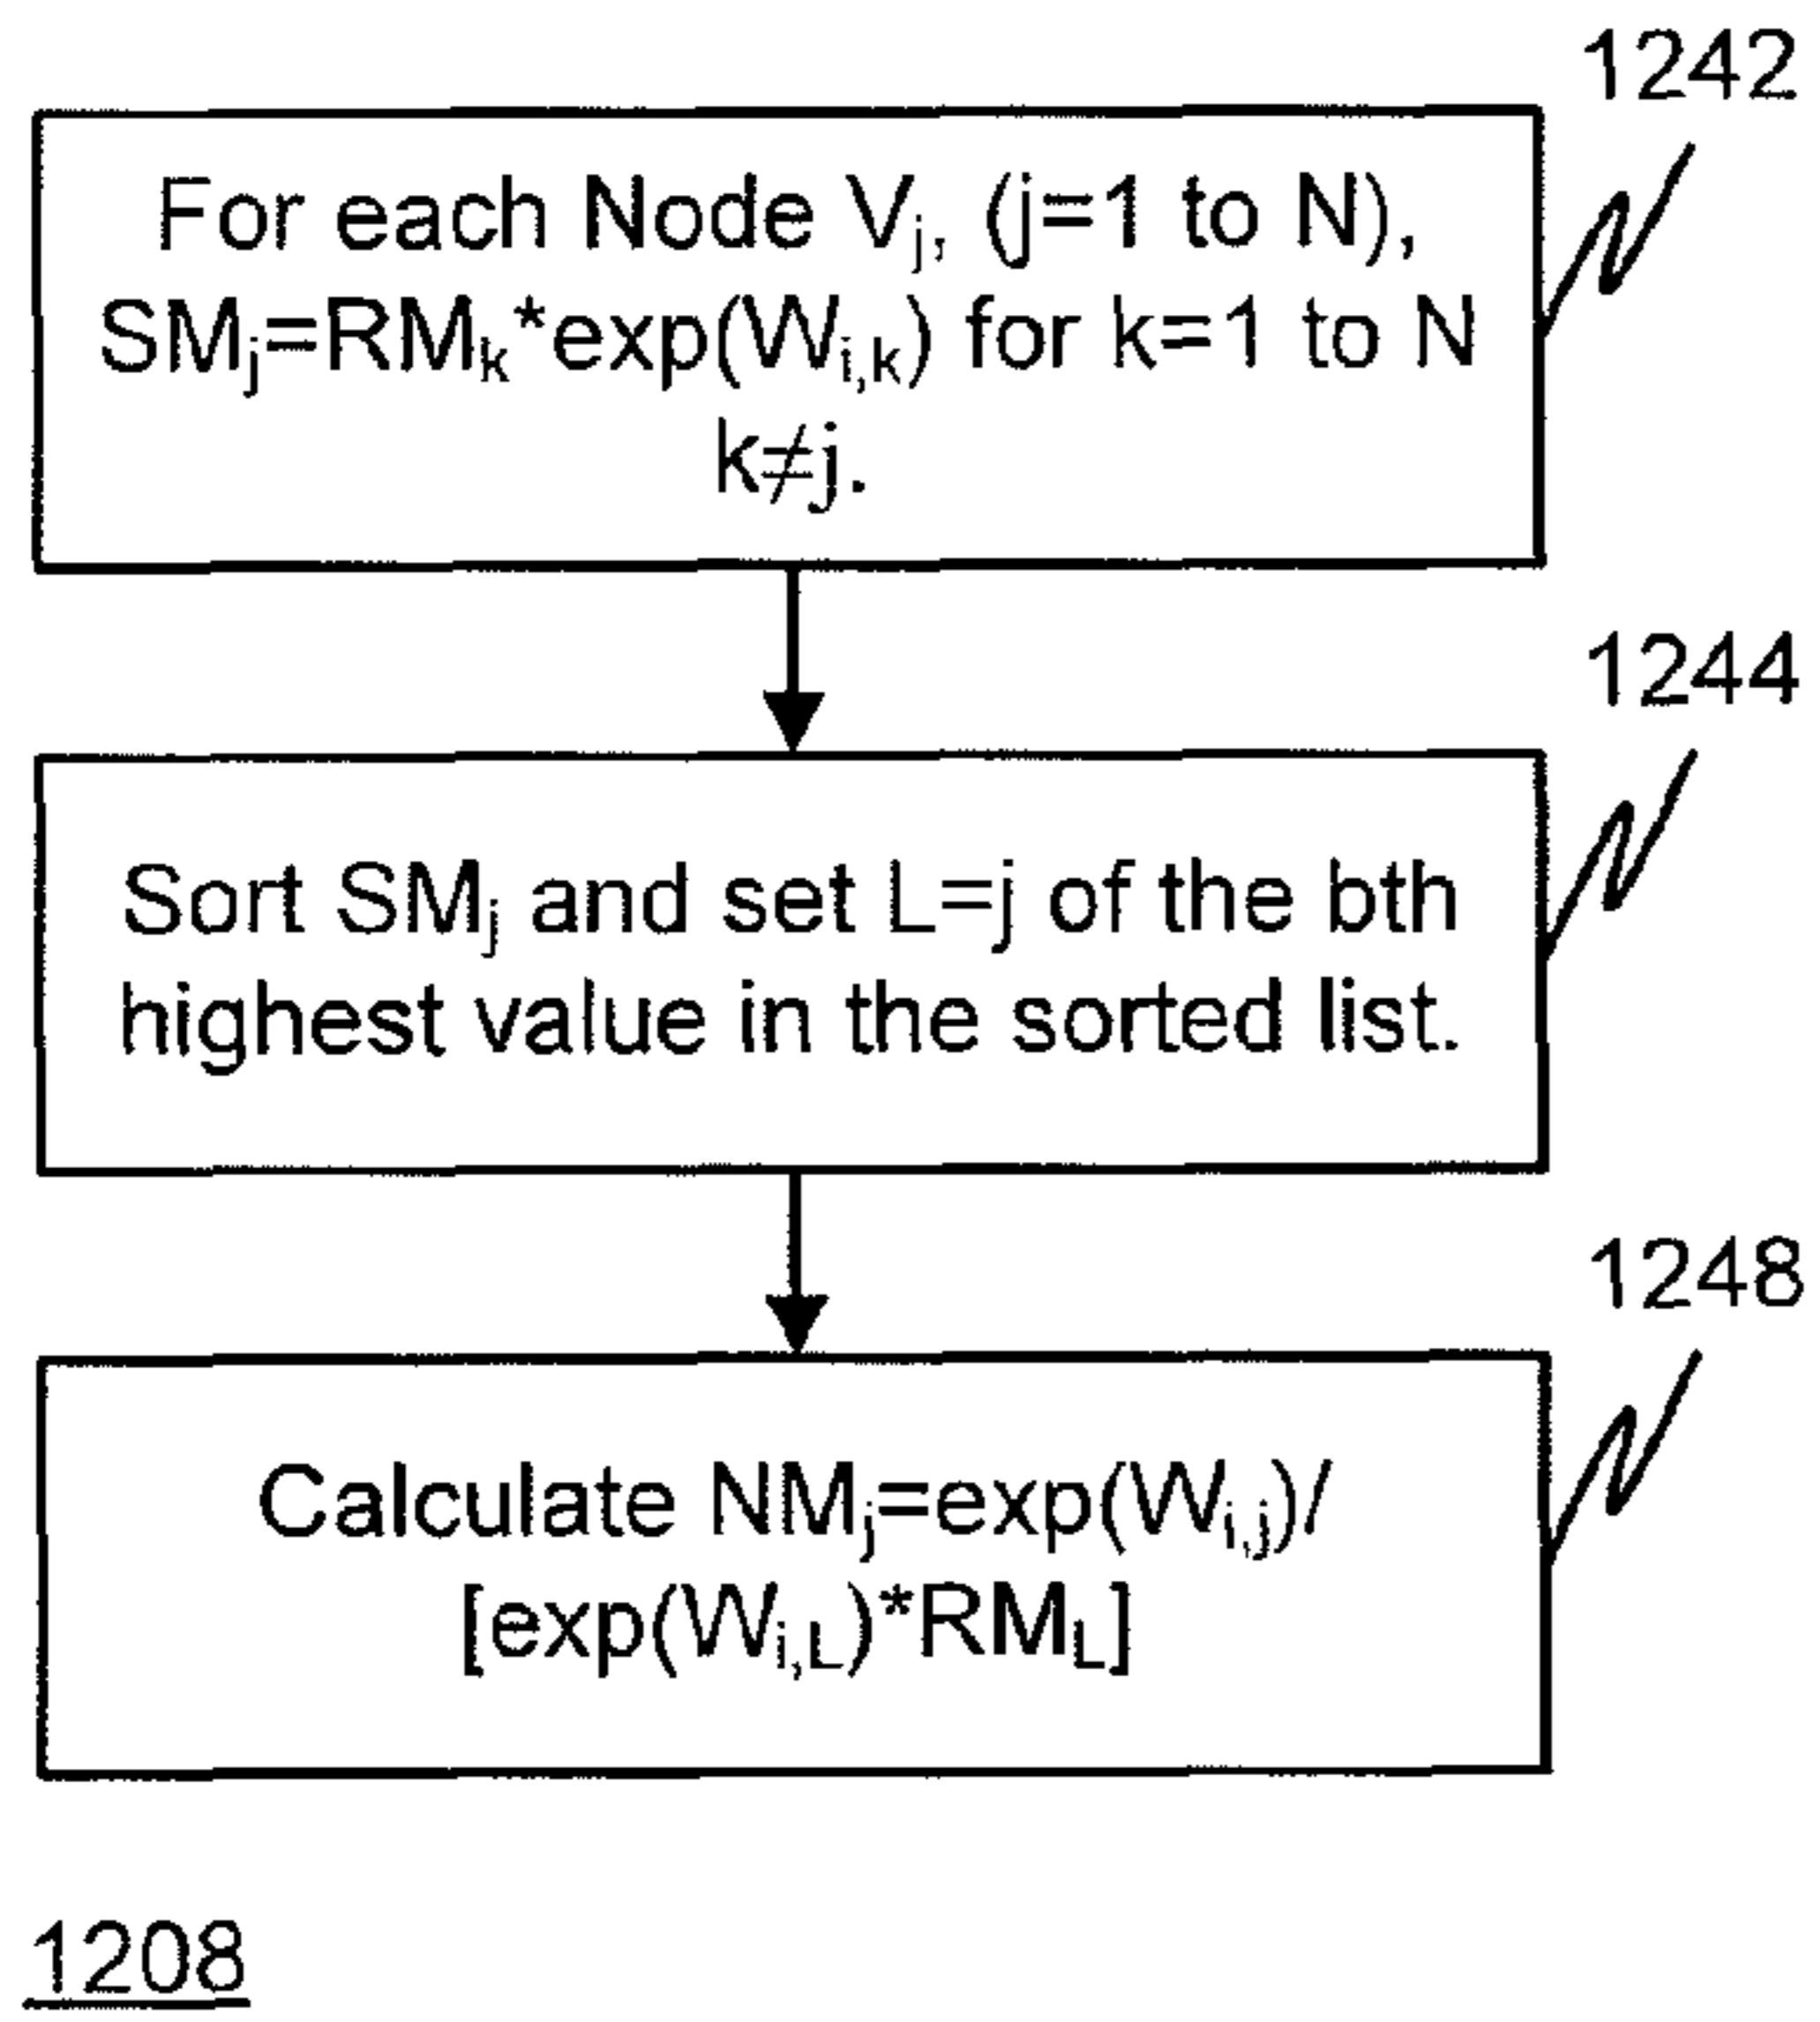 1242
For each Node Vj, (j=1 to N),
SMj=RMk*exp(Wi,k) for k=1 to N
k≠j.
1244
Sort SMj and set L=j of the bth
highest value in the sorted list.
1248
Calculate NMj=exp(Wi,j)/
[exp(Wi,L)*RML]
1208